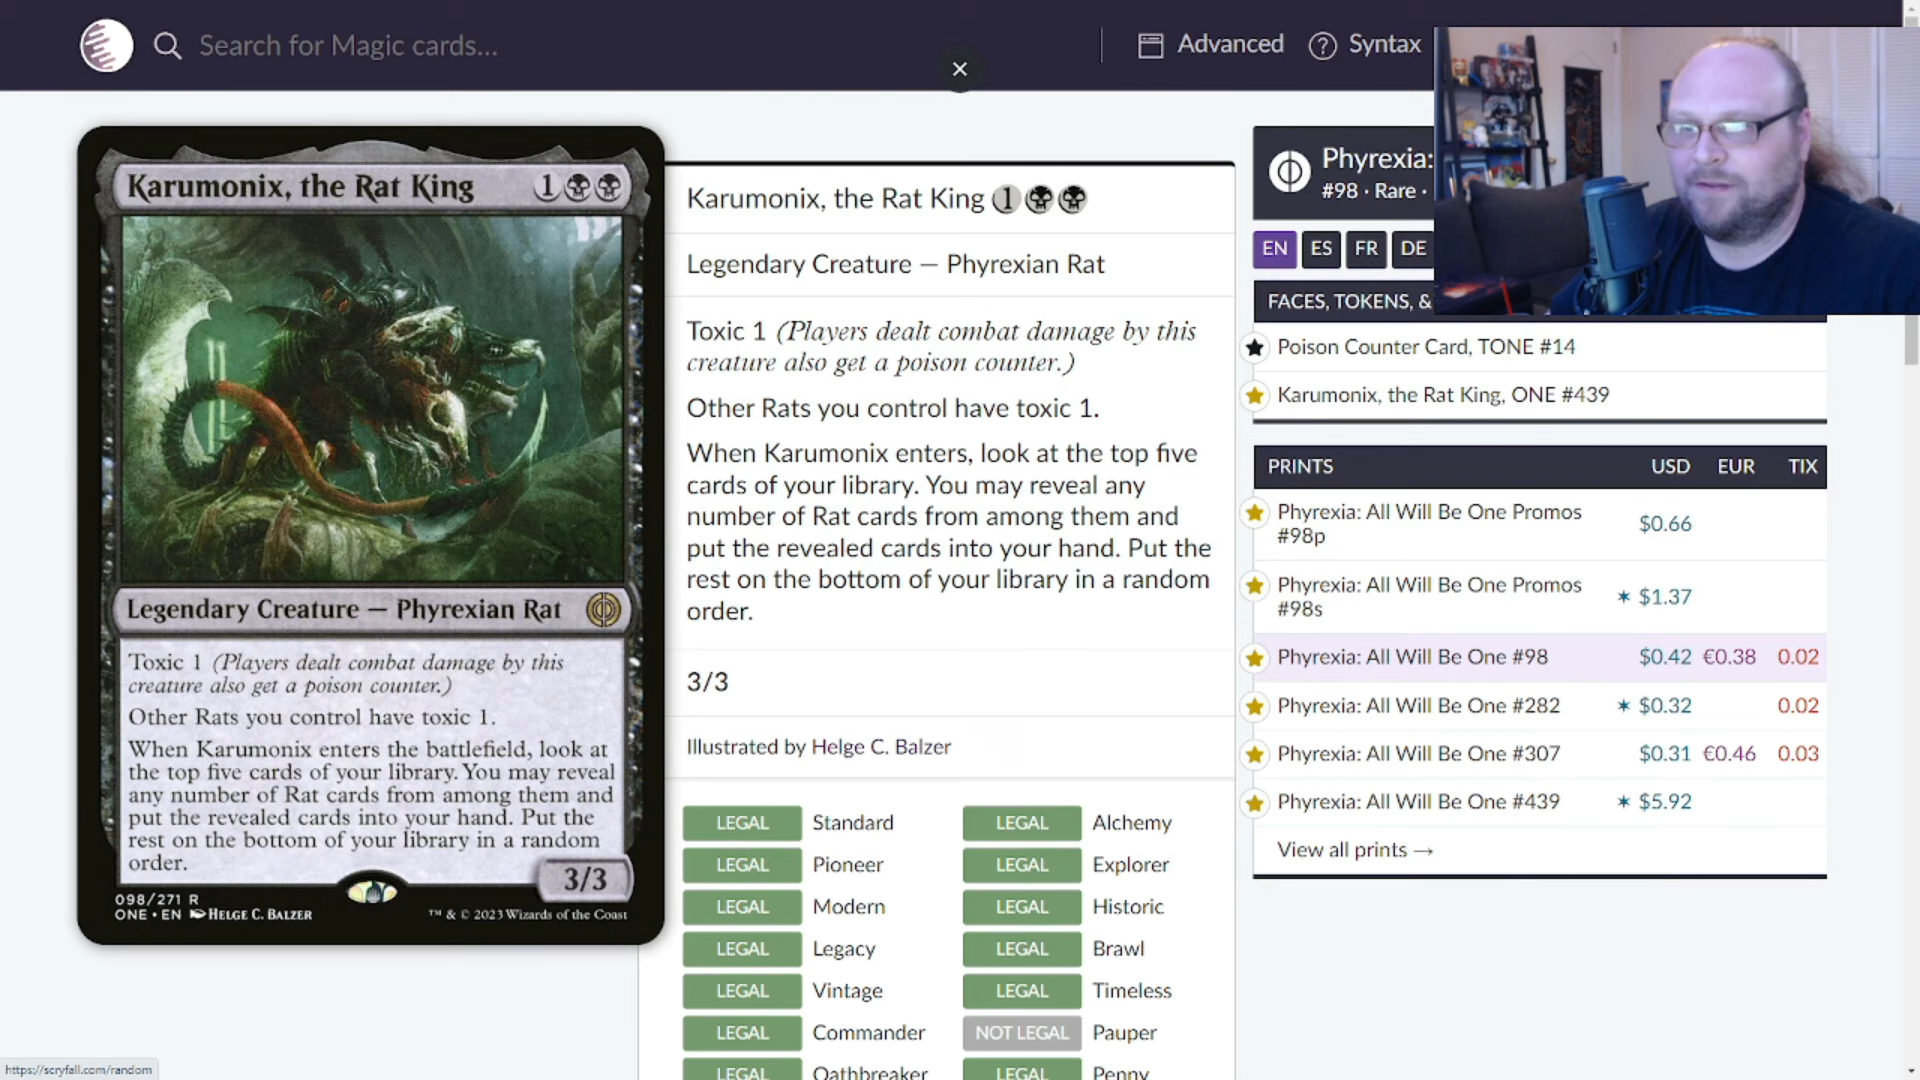 Search for Magic cards...
Advanced
Syntax
Karumonix, the Rat King 1
Legendary Creature — Phyrexian Rat
Toxic 1 (Players dealt combat damage by this
creature also get a poison counter.)
Other Rats you control have toxic 1.
When Karumonix enters the battlefield, look at
the top five cards of your library. You may reveal
any number of Rat cards from among them and
put the revealed cards into your hand. Put the
rest on the bottom of your library in a random
order.
3/3
098/271 R
ONE • EN HELGE C. BALZER
™ & © 2023 Wizards of the Coast
Karumonix, the Rat King 1
Legendary Creature — Phyrexian Rat
Toxic 1 (Players dealt combat damage by this
creature also get a poison counter.)
Other Rats you control have toxic 1.
When Karumonix enters, look at the top five
cards of your library. You may reveal any
number of Rat cards from among them and
put the revealed cards into your hand. Put the
rest on the bottom of your library in a random
order.
3/3
Illustrated by Helge C. Balzer
LEGAL Standard LEGAL Alchemy
LEGAL Pioneer LEGAL Explorer
LEGAL Modern LEGAL Historic
LEGAL Legacy LEGAL Brawl
LEGAL Vintage LEGAL Timeless
LEGAL Commander NOT LEGAL Pauper
LEGAL Oathbreaker LEGAL Penny
Phyrexia:
#98 · Rare ·
EN ES FR DE
FACES, TOKENS, &
Poison Counter Card, TONE #14
Karumonix, the Rat King, ONE #439
PRINTS USD EUR TIX
Phyrexia: All Will Be One Promos
#98p $0.66
Phyrexia: All Will Be One Promos
#98s ✶ $1.37
Phyrexia: All Will Be One #98 $0.42 €0.38 0.02
Phyrexia: All Will Be One #282 ✶ $0.32 0.02
Phyrexia: All Will Be One #307 $0.31 €0.46 0.03
Phyrexia: All Will Be One #439 ✶ $5.92
View all prints →
https://scryfall.com/random